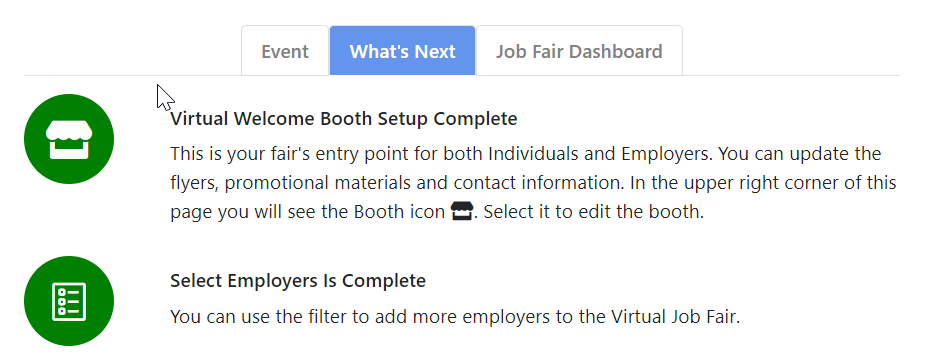 Event What's Next Job Fair Dashboard
Virtual Welcome Booth Setup Complete
This is your fair's entry point for both Individuals and Employers. You can update the
flyers, promotional materials and contact information. In the upper right corner of this
page you will see the Booth icon . Select it to edit the booth.
Select Employers Is Complete
You can use the filter to add more employers to the Virtual Job Fair.